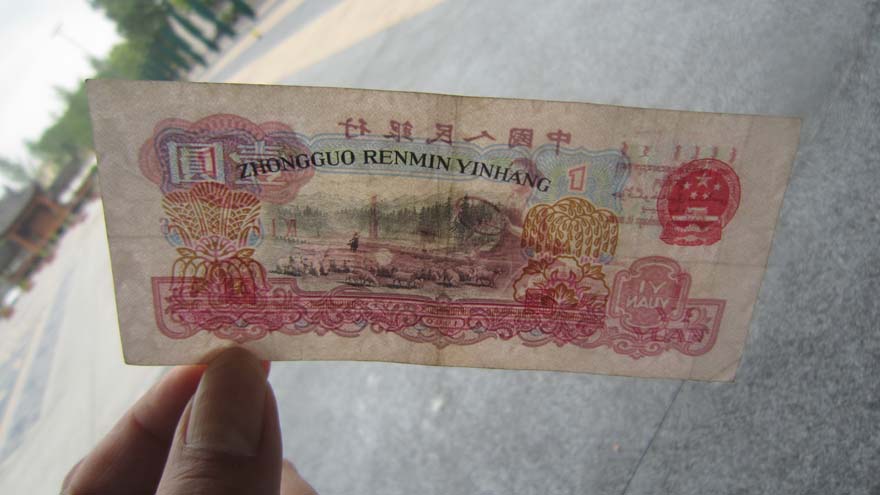 中國人民銀行
ZHONGGUO RENMIN YINHANG
1
YI
YUAN